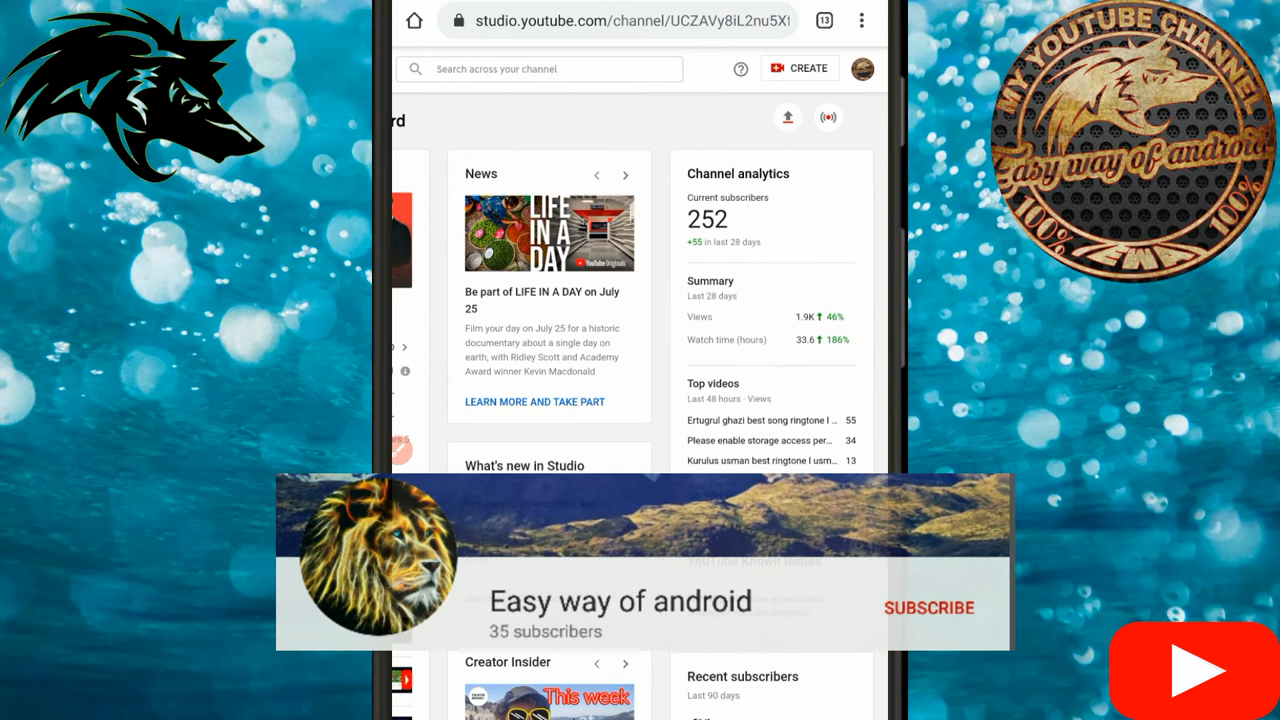 studio.youtube.com/channel/UCZAVy8iL2nu5X
13
Search across your channel
CREATE
rd
News
Channel analytics
Current subscribers
252
+55 in last 28 days
LIFE
IN A
DAY
YouTube Originals
Be part of LIFE IN A DAY on July
25
Film your day on July 25 for a historic
documentary about a single day on
earth, with Ridley Scott and Academy
Award winner Kevin Macdonald
LEARN MORE AND TAKE PART
Summary
Last 28 days
Views 1.9K 46%
Watch time (hours) 33.6 186%
Top videos
Last 48 hours · Views
Ertugrul ghazi best song ringtone l ... 55
Please enable storage access per... 34
Kurulus usman best ringtone l usm... 13
What's new in Studio
YouTube Known Issues
Easy way of android
35 subscribers
SUBSCRIBE
Creator Insider
This week
Recent subscribers
Last 90 days
MY YOUTUBE CHANNEL
Easy way of android
100% EWA 100%